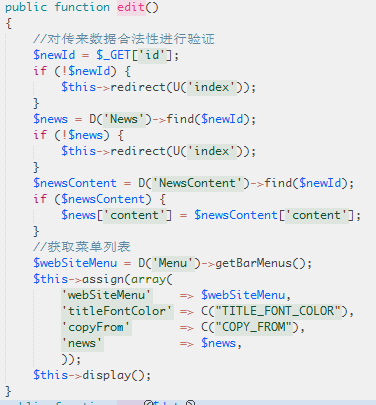 public function edit()
{
//对传来数据合法性进行验证
$newId = $_GET['id'];
if (!$newId) {
$this->redirect(U('index'));
}
$news = D('News')->find($newId);
if (!$news) {
$this->redirect(U('index'));
}
$newsContent = D('NewsContent')->find($newId);
if ($newsContent) {
$news['content'] = $newsContent['content'];
}
//获取菜单列表
$webSiteMenu = D('Menu')->getBarMenus();
$this->assign(array(
'webSiteMenu' => $webSiteMenu,
'titleFontColor' => C("TITLE_FONT_COLOR"),
'copyFrom' => C("COPY_FROM"),
'news' => $news,
));
$this->display();
}